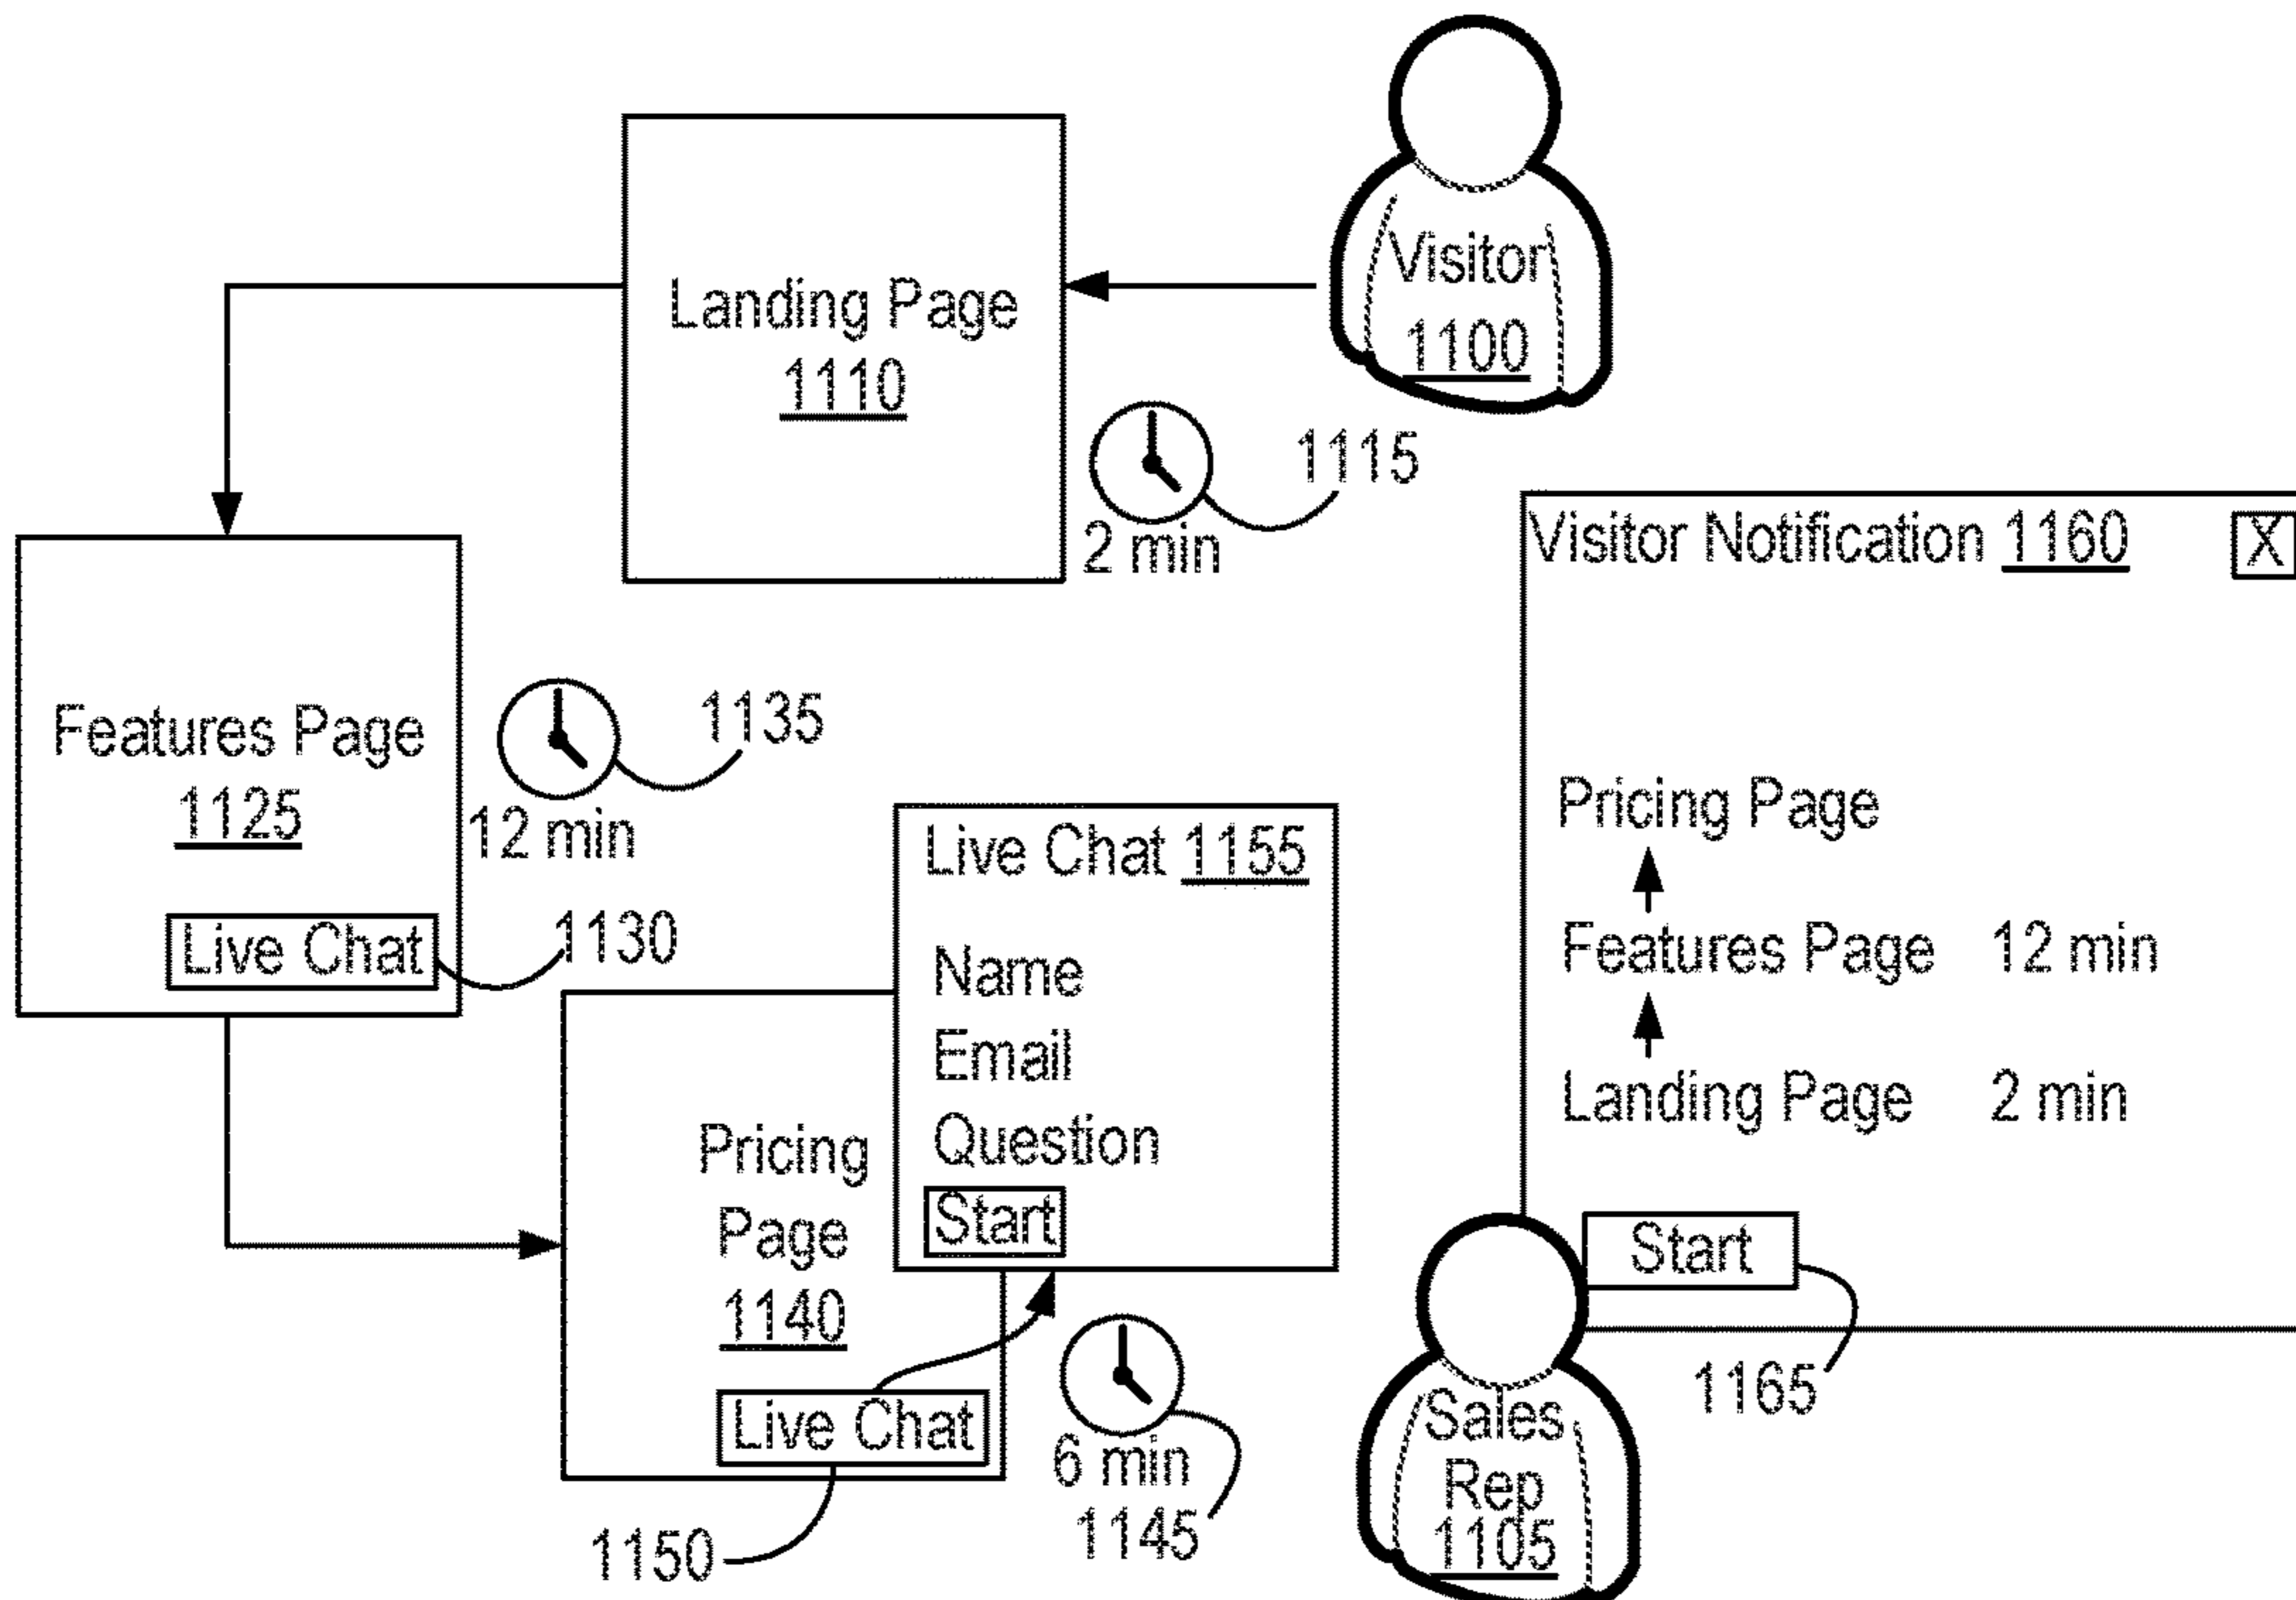 Visitor
1100
Landing Page
1110
1115
2 min
Features Page
1125
Live Chat
1130
1135
12 min
Pricing
Page
1140
Live Chat
1150
Live Chat 1155
Name
Email
Question
Start
6 min
1145
Visitor Notification 1160
X
Pricing Page
Features Page 12 min
Landing Page 2 min
Start
1165
Sales
Rep
1105